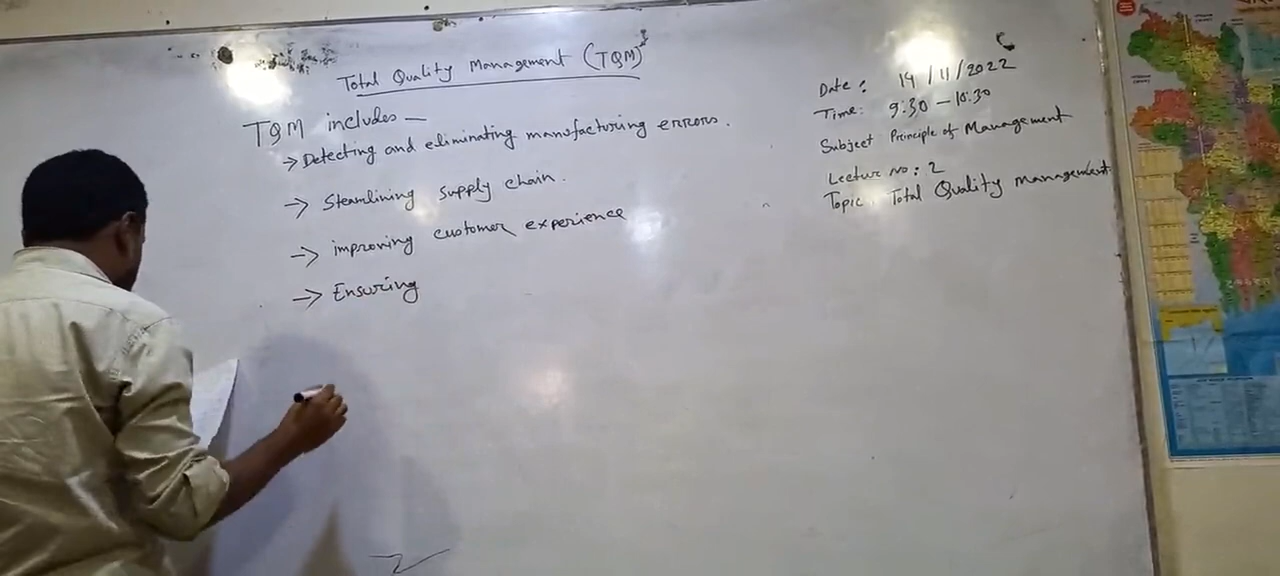 Total Quality Management (TQM)
TQM includes —
→ Detecting and eliminating manufacturing errors.
→ Steamlining supply chain.
→ improving customer experience
→ Ensuring
Date: 14/11/2022
Time: 9:30 — 10:30
Subject Principle of Management
Lecture No: 2
Topic. Total Quality management